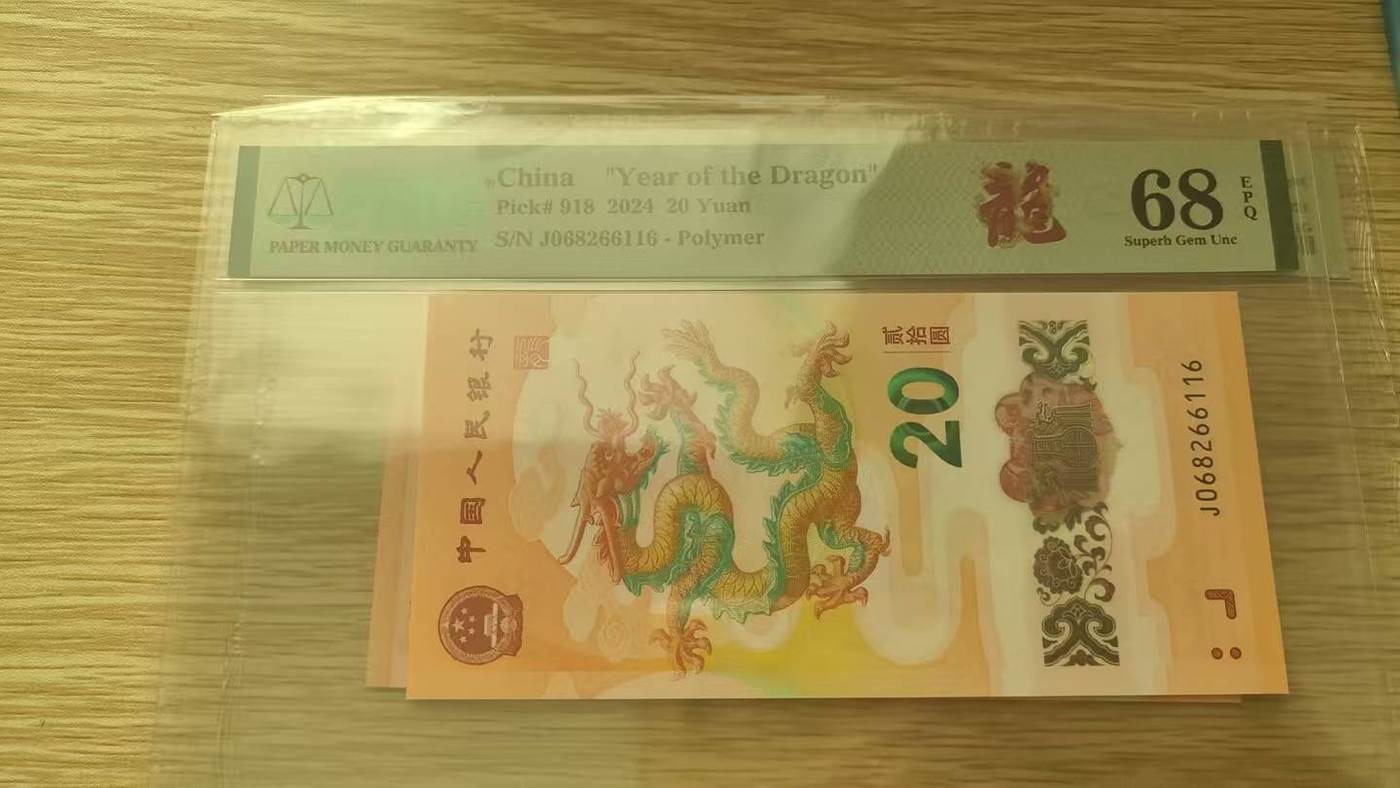 PAPER MONEY GUARANTY
China "Year of the Dragon"
Pick# 918 2024 20 Yuan
S/N J068266116 - Polymer
龍
68
EPQ
Superb Gem Unc
中国人民银行
贰拾圆
20
J068266116